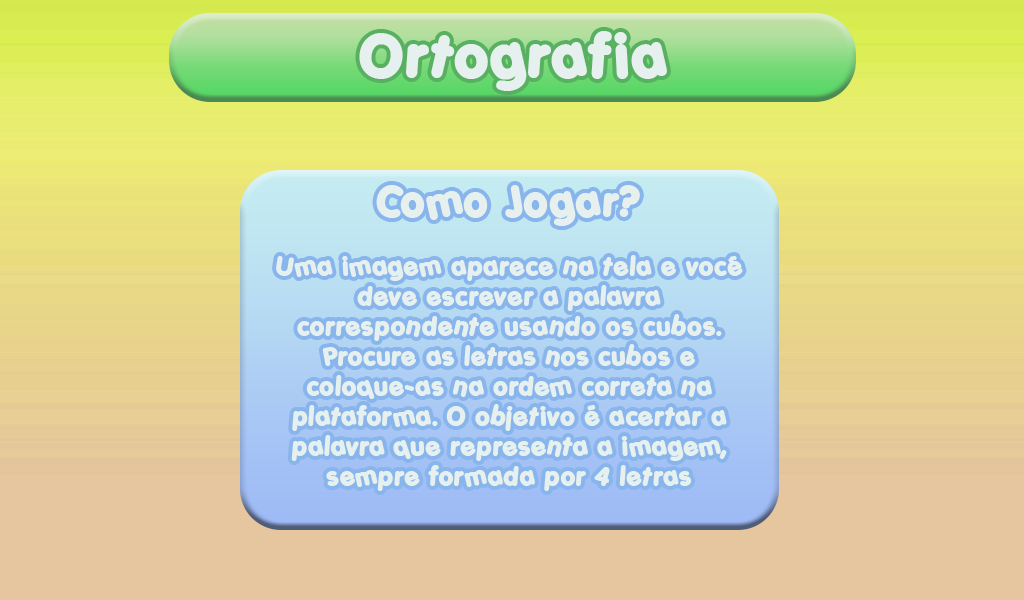 Ortografia
Como Jogar?
Uma imagem aparece na tela e você
deve escrever a palavra
correspondente usando os cubos.
Procure as letras nos cubos e
coloque-as na ordem correta na
plataforma. O objetivo é acertar a
palavra que representa a imagem,
sempre formada por 4 letras